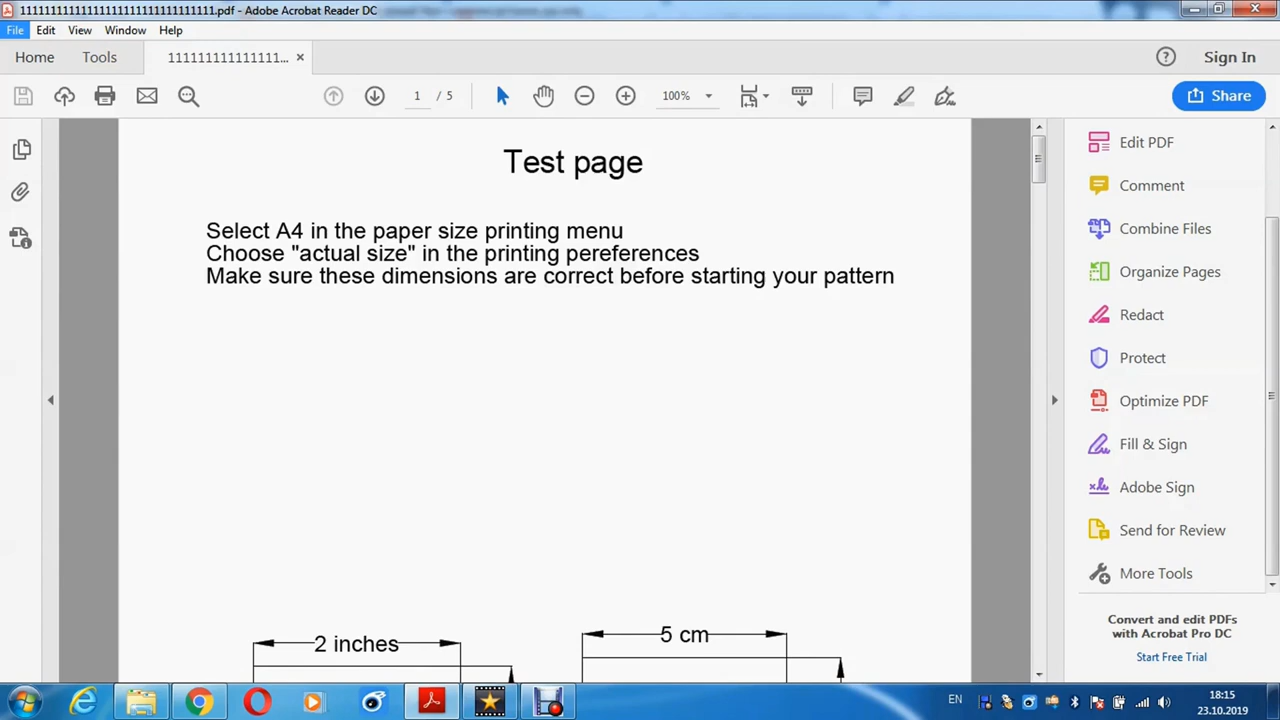 11111111111111111111111111111111.pdf - Adobe Acrobat Reader DC
File Edit View Window Help
Home Tools 111111111111111... × Sign In
1 / 5 100% Share
Test page
Select A4 in the paper size printing menu
Choose "actual size" in the printing pereferences
Make sure these dimensions are correct before starting your pattern
2 inches 5 cm
Edit PDF
Comment
Combine Files
Organize Pages
Redact
Protect
Optimize PDF
Fill & Sign
Adobe Sign
Send for Review
More Tools
Convert and edit PDFs
with Acrobat Pro DC
Start Free Trial
EN 18:15
23.10.2019